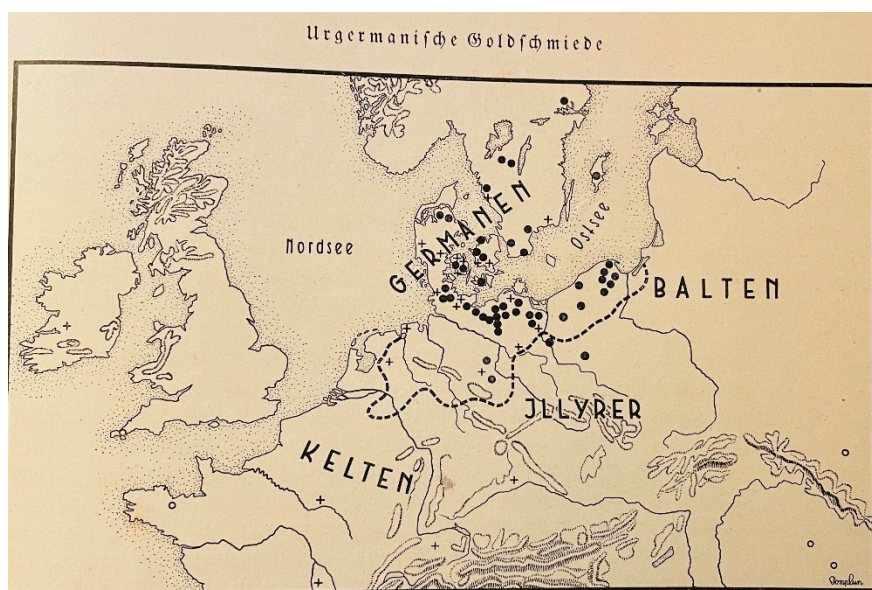 Urgermanische Goldschmiede
Nordsee
GERMANEN
Ostsee
BALTEN
JLLYRER
KELTEN